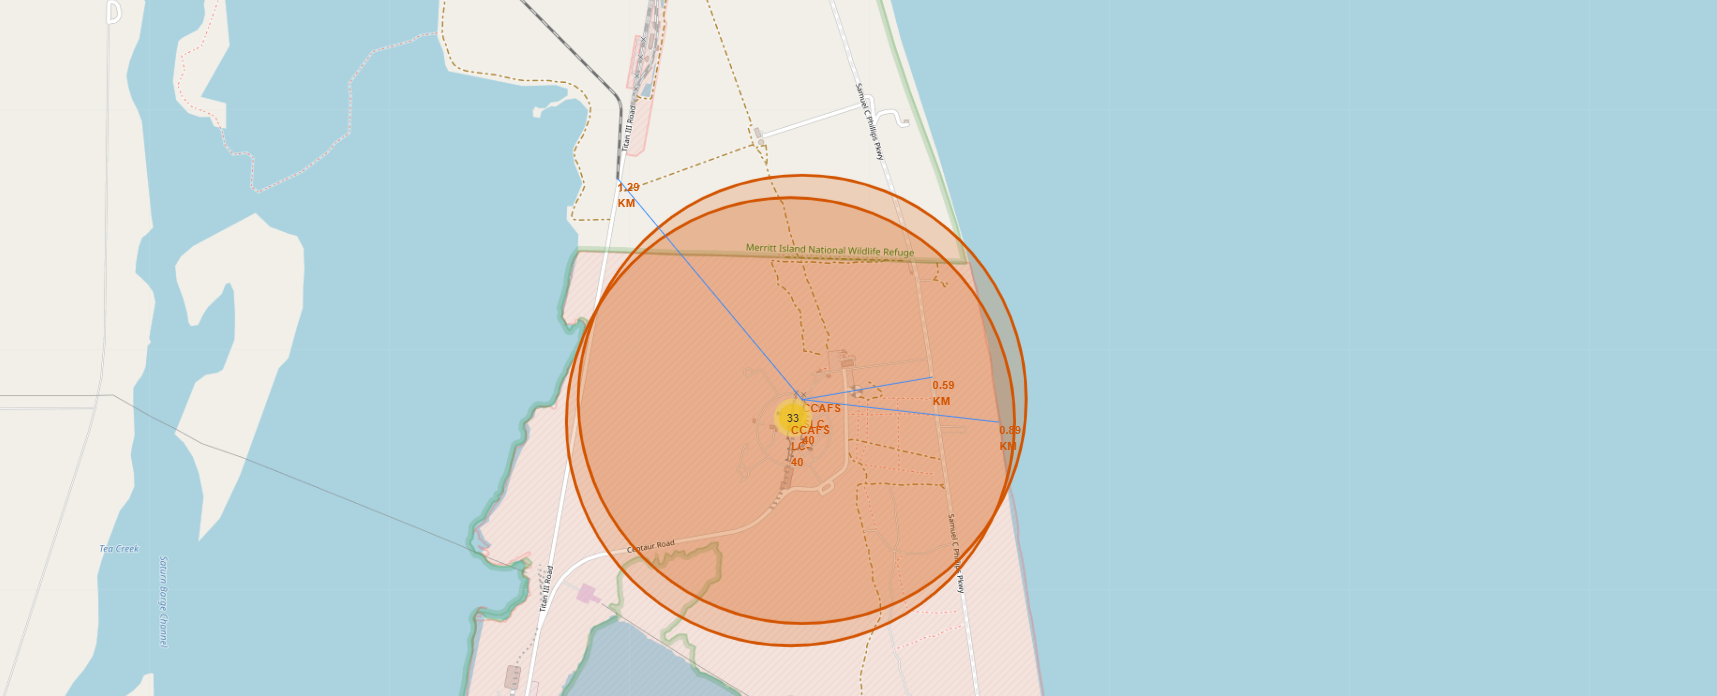 Titan III Road
Samuel C Phillips Pkwy
1.29
KM
Merritt Island National Wildlife Refuge
0.59
KM
CCAFS
SLC-
40
33
CCAFS
LC-
40
0.89
KM
Centaur Road
Tea Creek
Saturn Barge Channel
Titan III Road
Samuel C Phillips Pkwy